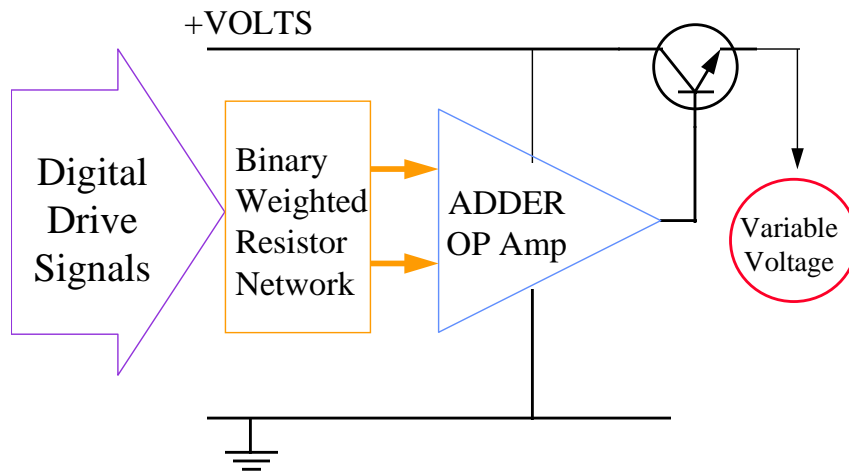 +VOLTS
Digital
Drive
Signals
Binary
Weighted
Resistor
Network
ADDER
OP Amp
Variable
Voltage